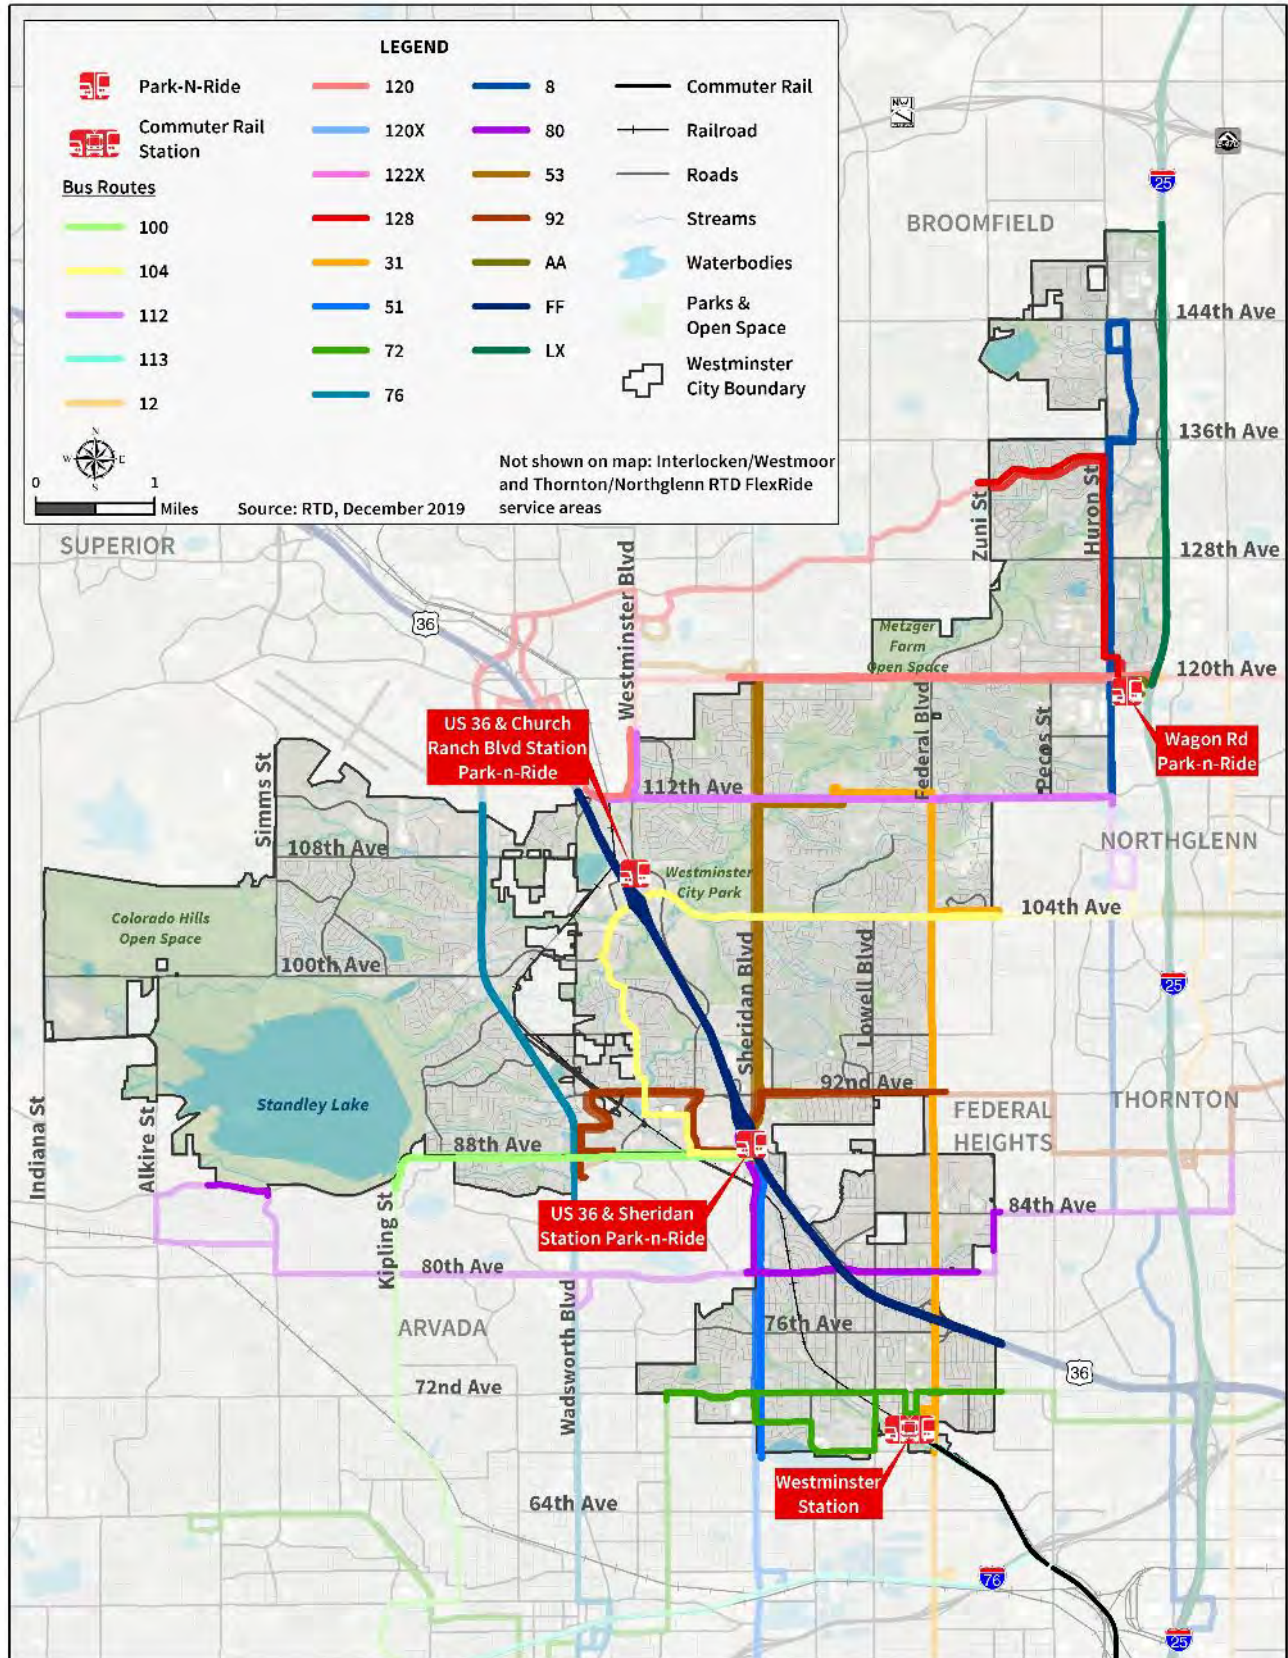 LEGEND
Park-N-Ride
Commuter Rail
Station
Bus Routes
100
104
112
113
12
120
120X
122X
128
31
51
72
76
8
80
53
92
AA
FF
LX
Commuter Rail
Railroad
Roads
Streams
Waterbodies
Parks &
Open Space
Westminster
City Boundary
N
W E
S
0 1
Miles
Source: RTD, December 2019
Not shown on map: Interlocken/Westmoor
and Thornton/Northglenn RTD FlexRide
service areas
NW
E-470
25
BROOMFIELD
144th Ave
136th Ave
Zuni St
Huron St
128th Ave
SUPERIOR
36
Westminster Blvd
Metzger
Farm
Open Space
120th Ave
US 36 & Church
Ranch Blvd Station
Park-n-Ride
Federal Blvd
Pecos St
Wagon Rd
Park-n-Ride
Simms St
112th Ave
108th Ave
NORTHGLENN
Westminster
City Park
Colorado Hills
Open Space
104th Ave
100th Ave
Sheridan Blvd
Lowell Blvd
25
Standley Lake
92nd Ave
FEDERAL
HEIGHTS
THORNTON
Indiana St
Alkire St
88th Ave
Kipling St
US 36 & Sheridan
Station Park-n-Ride
84th Ave
80th Ave
Wadsworth Blvd
76th Ave
ARVADA
36
72nd Ave
Westminster
Station
64th Ave
76
25